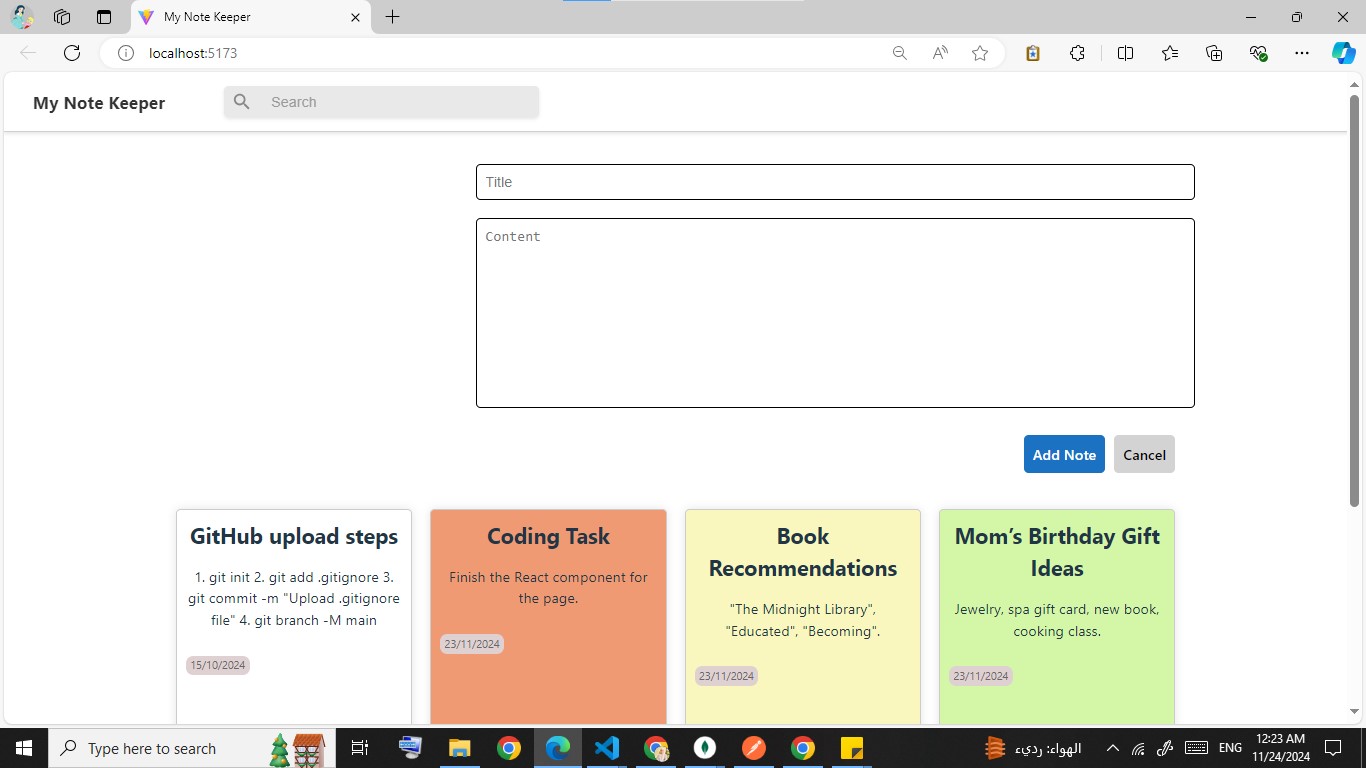 My Note Keeper
localhost:5173
My Note Keeper
Search
Title
Content
Add Note
Cancel
GitHub upload steps
1. git init 2. git add .gitignore 3.
git commit -m "Upload .gitignore
file" 4. git branch -M main
15/10/2024
Coding Task
Finish the React component for
the page.
23/11/2024
Book
Recommendations
"The Midnight Library",
"Educated", "Becoming".
23/11/2024
Mom’s Birthday Gift
Ideas
Jewelry, spa gift card, new book,
cooking class.
23/11/2024
Type here to search
الهواء: رديء
ENG
12:23 AM
11/24/2024